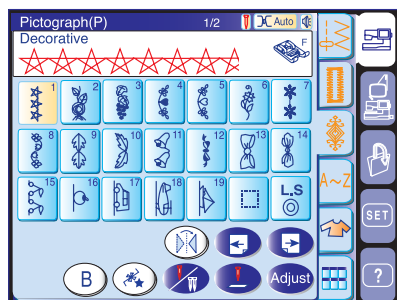 Pictograph(P) 1/2 Auto
Decorative F
1 2 3 4 5 6 7
8 9 10 11 12 13 14
A~Z
15 16 17 18 19 L.S
SET
B Adjust ?